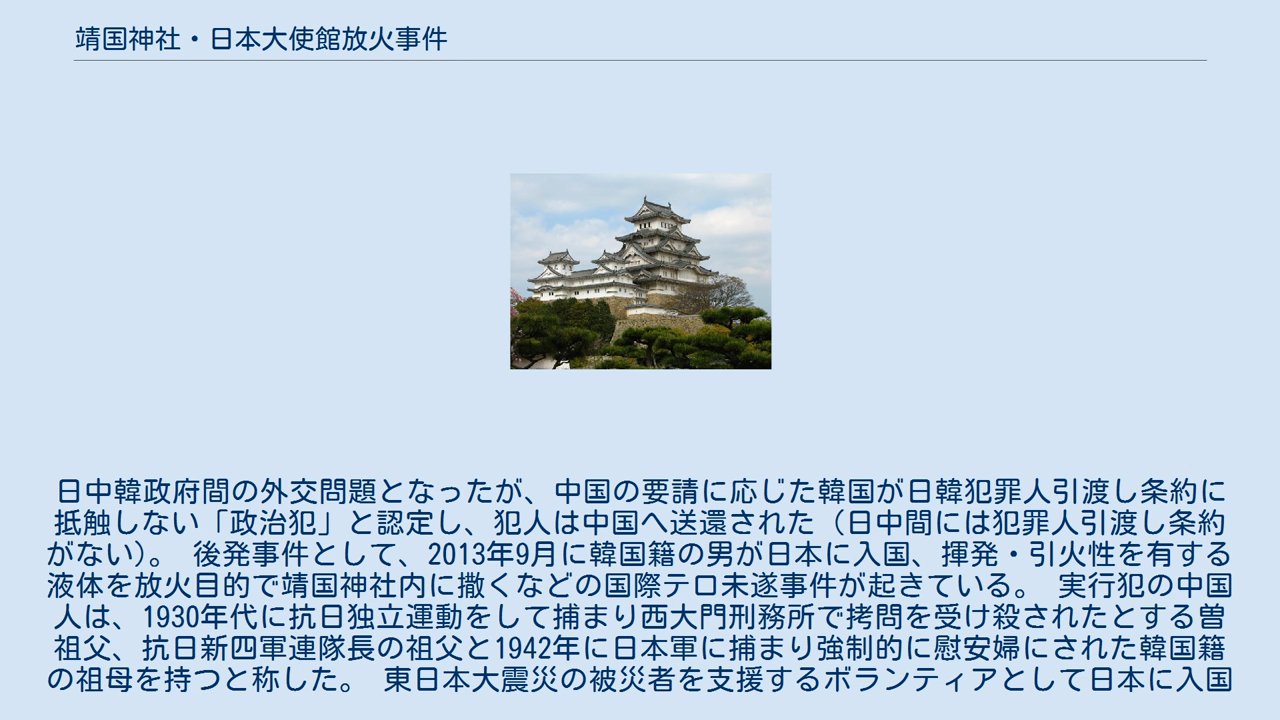 靖国神社・日本大使館放火事件
日中韓政府間の外交問題となったが、中国の要請に応じた韓国が日韓犯罪人引渡し条約に
抵触しない「政治犯」と認定し、犯人は中国へ送還された（日中間には犯罪人引渡し条約
がない）。 後発事件として、2013年9月に韓国籍の男が日本に入国、揮発・引火性を有する
液体を放火目的で靖国神社内に撒くなどの国際テロ未遂事件が起きている。 実行犯の中国
人は、1930年代に抗日独立運動をして捕まり西大門刑務所で拷問を受け殺されたとする曽
祖父、抗日新四軍連隊長の祖父と1942年に日本軍に捕まり強制的に慰安婦にされた韓国籍
の祖母を持つと称した。 東日本大震災の被災者を支援するボランティアとして日本に入国